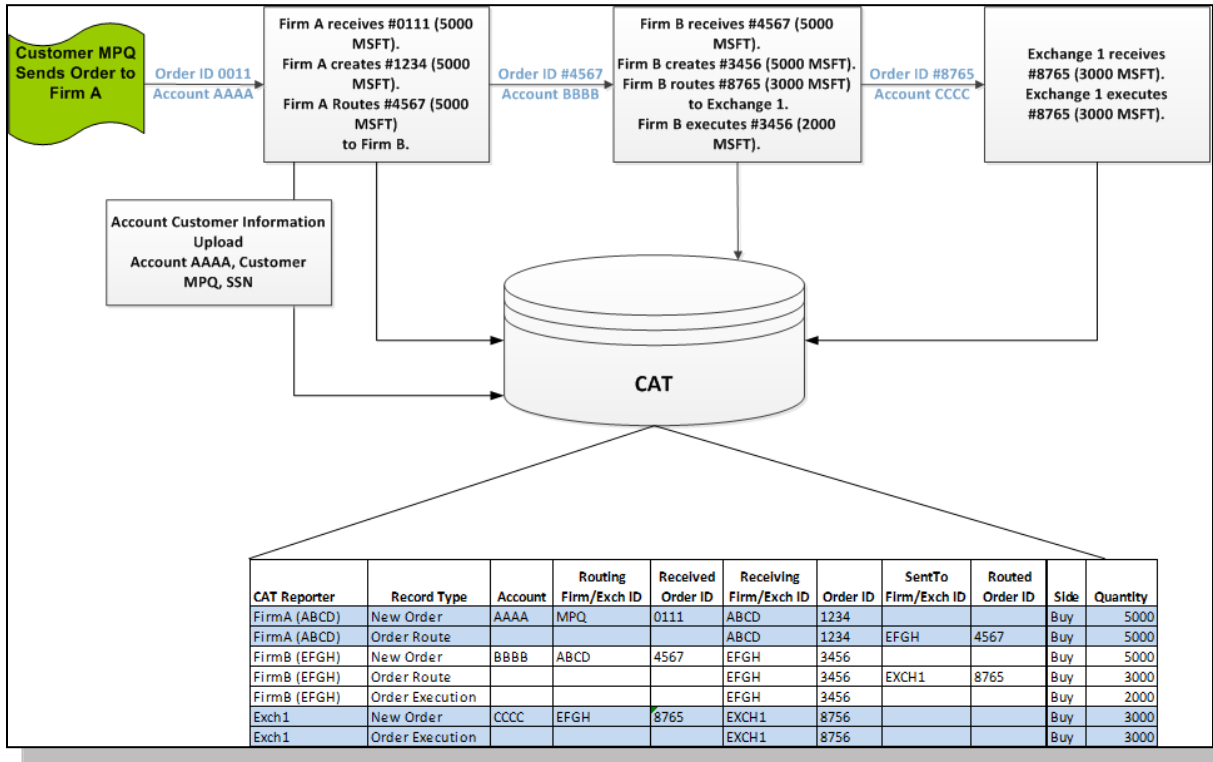 Customer MPQ
Sends Order to
Firm A
Order ID 0011
Account AAAA
Firm A receives #0111 (5000
MSFT).
Firm A creates #1234 (5000
MSFT).
Firm A Routes #4567 (5000
MSFT)
to Firm B.
Order ID #4567
Account BBBB
Firm B receives #4567 (5000
MSFT).
Firm B creates #3456 (5000 MSFT).
Firm B routes #8765 (3000 MSFT)
to Exchange 1.
Firm B executes #3456 (2000
MSFT).
Order ID #8765
Account CCCC
Exchange 1 receives
#8765 (3000 MSFT).
Exchange 1 executes
#8765 (3000 MSFT).
Account Customer Information
Upload
Account AAAA, Customer
MPQ, SSN
CAT
CAT Reporter Record Type Account Routing Firm/Exch ID Received Order ID Receiving Firm/Exch ID Order ID SentTo Firm/Exch ID Routed Order ID Side Quantity
FirmA (ABCD) New Order AAAA MPQ 0111 ABCD 1234 Buy 5000
FirmA (ABCD) Order Route ABCD 1234 EFGH 4567 Buy 5000
FirmB (EFGH) New Order BBBB ABCD 4567 EFGH 3456 Buy 5000
FirmB (EFGH) Order Route EFGH 3456 EXCH1 8765 Buy 3000
FirmB (EFGH) Order Execution EFGH 3456 Buy 2000
Exch1 New Order CCCC EFGH 8765 EXCH1 8756 Buy 3000
Exch1 Order Execution EXCH1 8756 Buy 3000